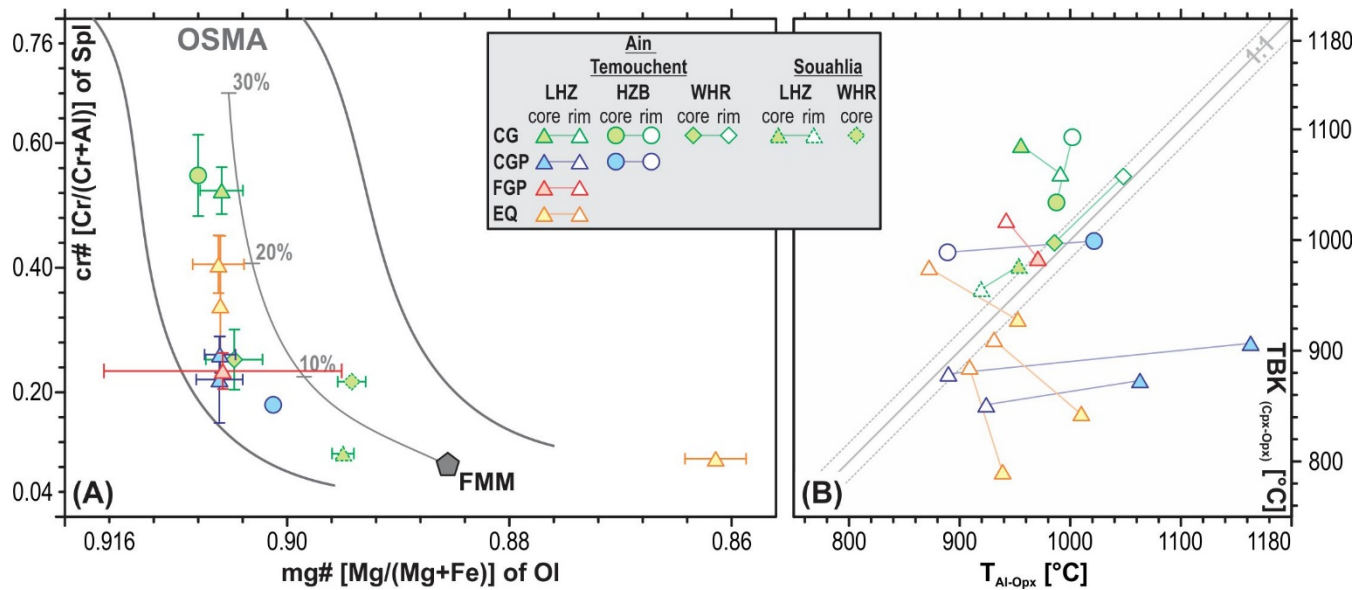 0.76
0.60
0.40
0.20
0.04
cr# [Cr/(Cr+Al)] of Spl
OSMA
30%
20%
10%
FMM
(A)
0.916
0.90
0.88
0.86
mg# [Mg/(Mg+Fe)] of Ol
Ain
Temouchent
Souahlia
LHZ HZB WHR LHZ WHR
core rim core rim core rim core rim core
CG
CGP
FGP
EQ
1:1
(B)
1180
1100
1000
900
800
TBK (Cpx-Opx) [°C]
800 900 1000 1100 1180
T Al-Opx [°C]